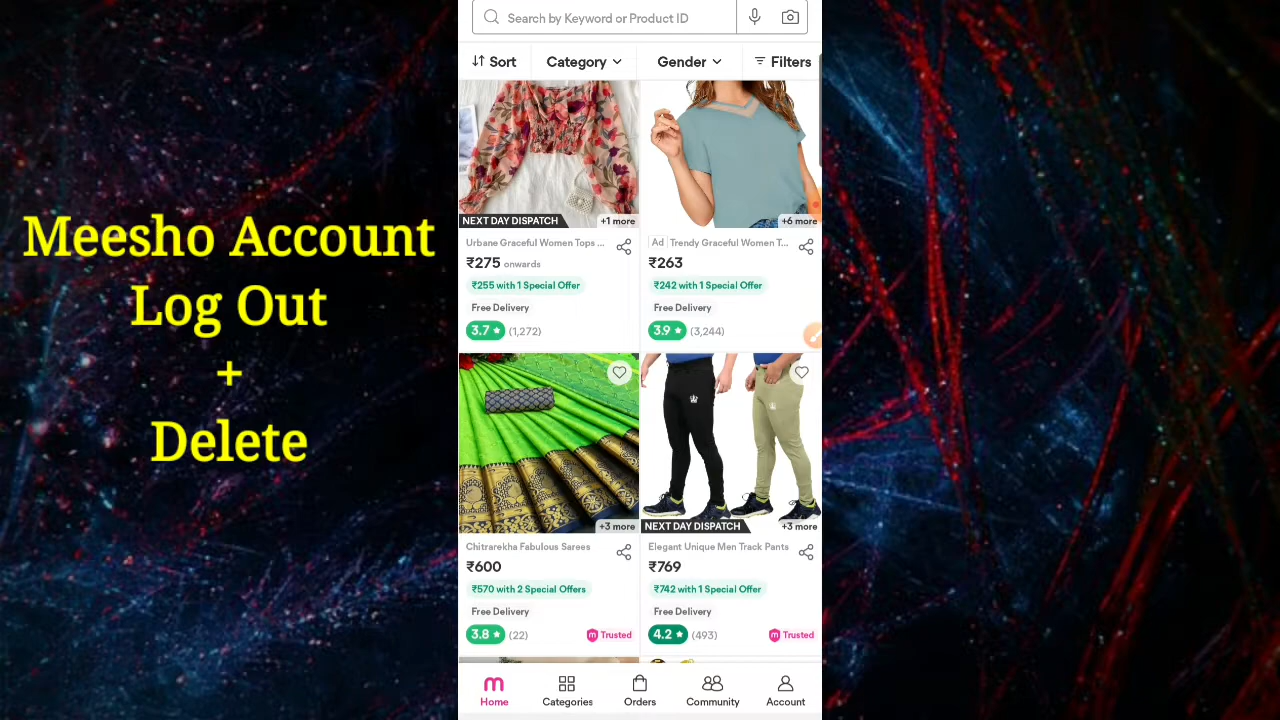 Meesho Account
Log Out
+
Delete
Search by Keyword or Product ID
Sort
Category
Gender
Filters
NEXT DAY DISPATCH
+1 more
+6 more
Urbane Graceful Women Tops ...
Ad Trendy Graceful Women T...
₹275 onwards
₹263
₹255 with 1 Special Offer
₹242 with 1 Special Offer
Free Delivery
Free Delivery
3.7 ★ (1,272)
3.9 ★ (3,244)
+3 more
NEXT DAY DISPATCH
+3 more
Chitrarekha Fabulous Sarees
Elegant Unique Men Track Pants
₹600
₹769
₹570 with 2 Special Offers
₹742 with 1 Special Offer
Free Delivery
Free Delivery
3.8 ★ (22)
m Trusted
4.2 ★ (493)
m Trusted
m
Home
Categories
Orders
Community
Account